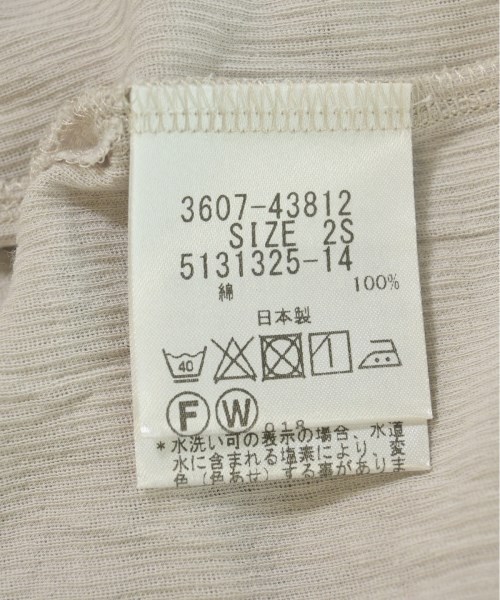 3607-43812
SIZE 2S
5131325-14
綿 100%
日本製
40
F W
*水洗い可の表示の場合、水道
水に含まれる塩素により、変
色（色あせ）する事がありま